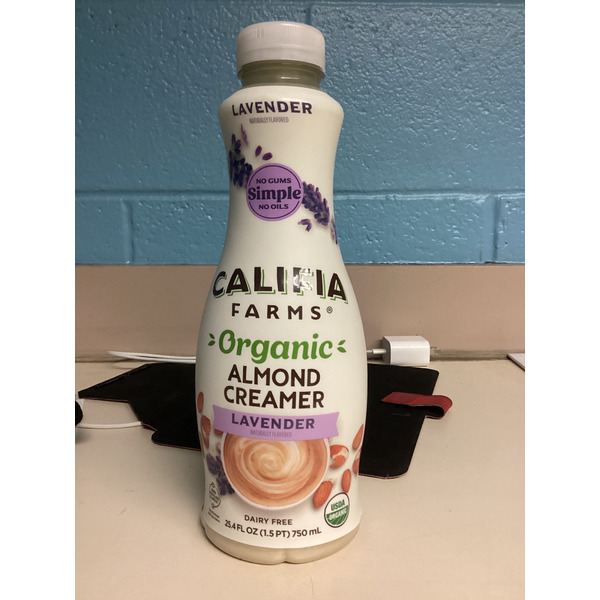 LAVENDER
NATURALLY FLAVORED
NO GUMS
Simple
NO OILS
CALIFIA
FARMS®
Organic
ALMOND
CREAMER
LAVENDER
NATURALLY FLAVORED
USDA
ORGANIC
DAIRY FREE
25.4 FL OZ (1.5 PT) 750 mL